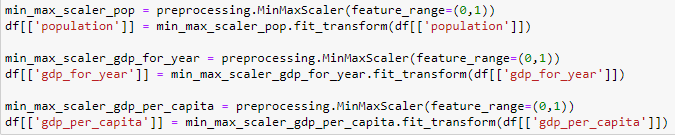 min_max_scaler_pop = preprocessing.MinMaxScaler(feature_range=(0,1))
df[['population']] = min_max_scaler_pop.fit_transform(df[['population']])
min_max_scaler_gdp_for_year = preprocessing.MinMaxScaler(feature_range=(0,1))
df[['gdp_for_year']] = min_max_scaler_gdp_for_year.fit_transform(df[['gdp_for_year']])
min_max_scaler_gdp_per_capita = preprocessing.MinMaxScaler(feature_range=(0,1))
df[['gdp_per_capita']] = min_max_scaler_gdp_per_capita.fit_transform(df[['gdp_per_capita']])